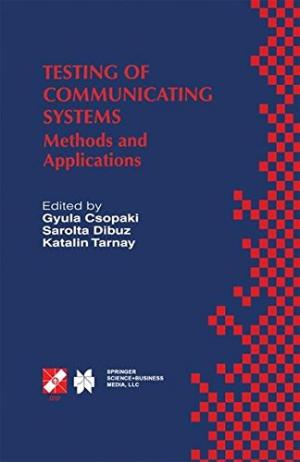 TESTING OF
COMMUNICATING
SYSTEMS
Methods and
Applications
Edited by
Gyula Csopaki
Sarolta Dibuz
Katalin Tarnay
ifip
SPRINGER
SCIENCE+BUSINESS
MEDIA, LLC